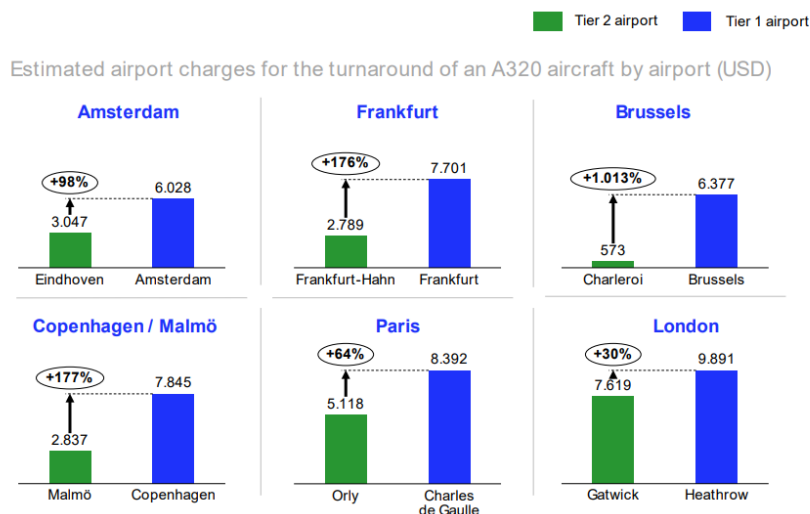 Tier 2 airport
Tier 1 airport
Estimated airport charges for the turnaround of an A320 aircraft by airport (USD)
Amsterdam
+98%
6.028
3.047
Eindhoven
Amsterdam
Frankfurt
+176%
7.701
2.789
Frankfurt-Hahn
Frankfurt
Brussels
+1.013%
6.377
573
Charleroi
Brussels
Copenhagen / Malmö
+177%
7.845
2.837
Malmö
Copenhagen
Paris
+64%
8.392
5.118
Orly
Charles
de Gaulle
London
+30%
9.891
7.619
Gatwick
Heathrow